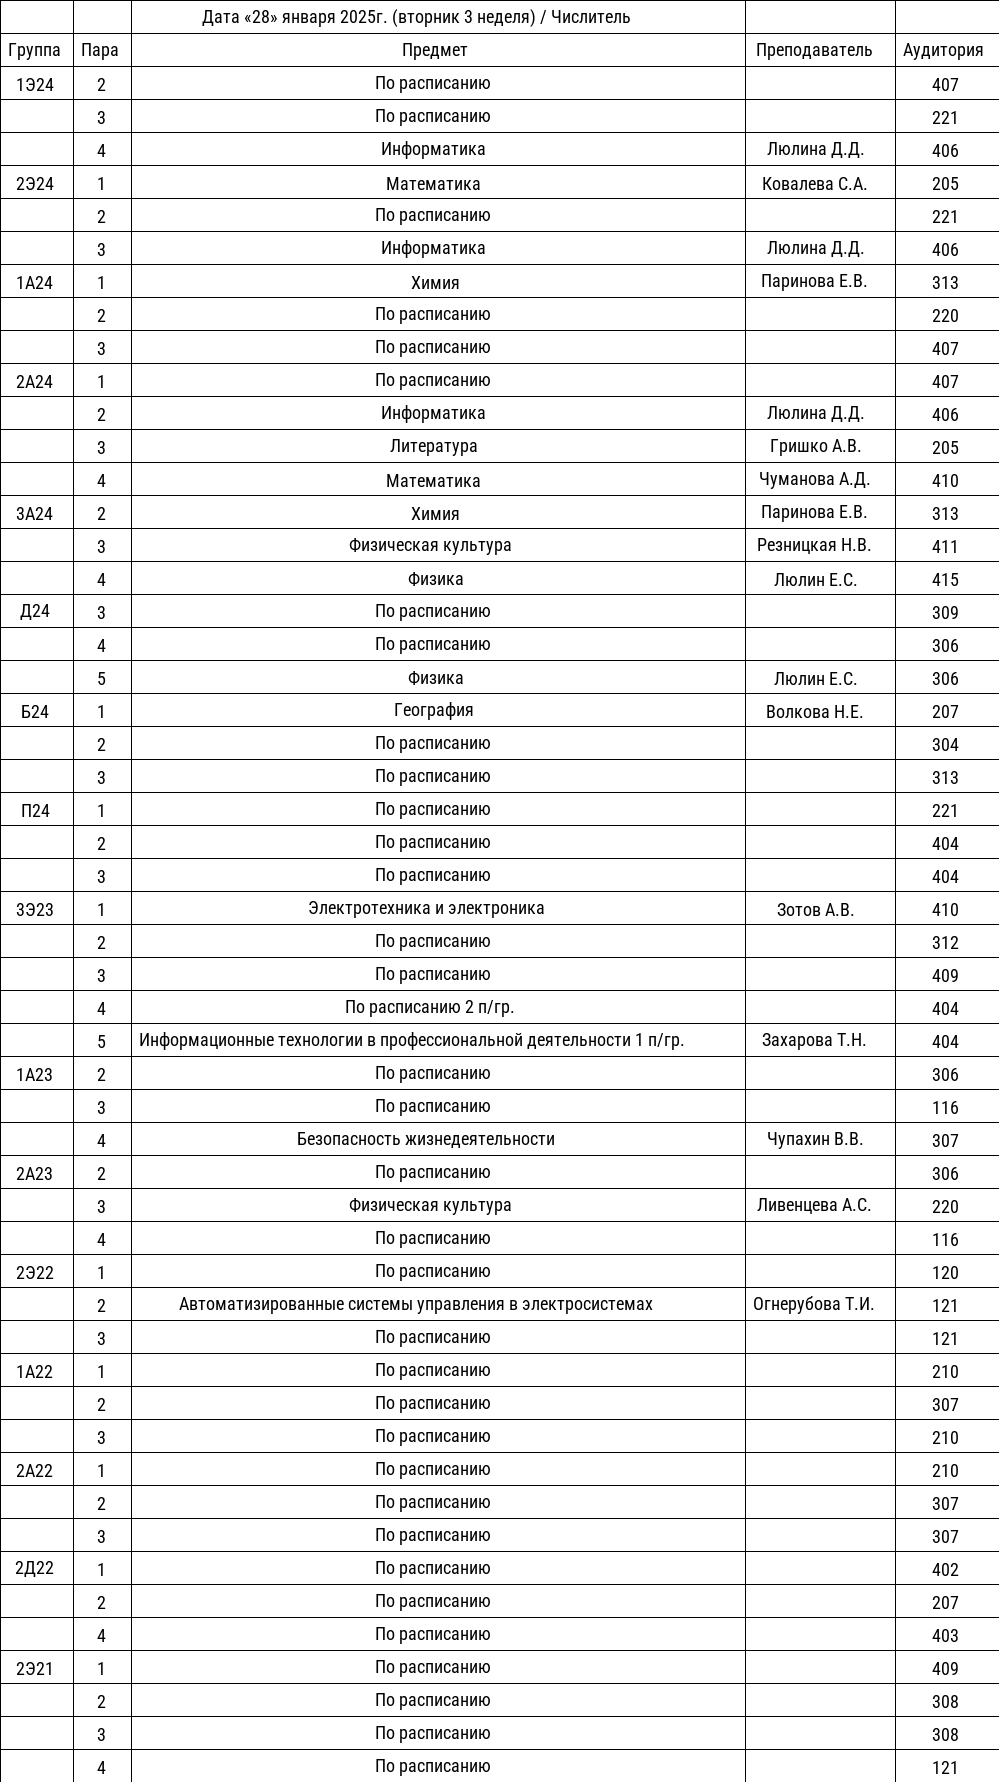 Дата «28» января 2025г. (вторник 3 неделя) / Числитель
Группа Пара Предмет Преподаватель Аудитория
1Э24 2 По расписанию 407
3 По расписанию 221
4 Информатика Люлина Д.Д. 406
2Э24 1 Математика Ковалева С.А. 205
2 По расписанию 221
3 Информатика Люлина Д.Д. 406
1А24 1 Химия Паринова Е.В. 313
2 По расписанию 220
3 По расписанию 407
2А24 1 По расписанию 407
2 Информатика Люлина Д.Д. 406
3 Литература Гришко А.В. 205
4 Математика Чуманова А.Д. 410
3А24 2 Химия Паринова Е.В. 313
3 Физическая культура Резницкая Н.В. 411
4 Физика Люлин Е.С. 415
Д24 3 По расписанию 309
4 По расписанию 306
5 Физика Люлин Е.С. 306
Б24 1 География Волкова Н.Е. 207
2 По расписанию 304
3 По расписанию 313
П24 1 По расписанию 221
2 По расписанию 404
3 По расписанию 404
3Э23 1 Электротехника и электроника Зотов А.В. 410
2 По расписанию 312
3 По расписанию 409
4 По расписанию 2 п/гр. 404
5 Информационные технологии в профессиональной деятельности 1 п/гр. Захарова Т.Н. 404
1А23 2 По расписанию 306
3 По расписанию 116
4 Безопасность жизнедеятельности Чупахин В.В. 307
2А23 2 По расписанию 306
3 Физическая культура Ливенцева А.С. 220
4 По расписанию 116
2Э22 1 По расписанию 120
2 Автоматизированные системы управления в электросистемах Огнерубова Т.И. 121
3 По расписанию 121
1А22 1 По расписанию 210
2 По расписанию 307
3 По расписанию 210
2А22 1 По расписанию 210
2 По расписанию 307
3 По расписанию 307
2Д22 1 По расписанию 402
2 По расписанию 207
4 По расписанию 403
2Э21 1 По расписанию 409
2 По расписанию 308
3 По расписанию 308
4 По расписанию 121